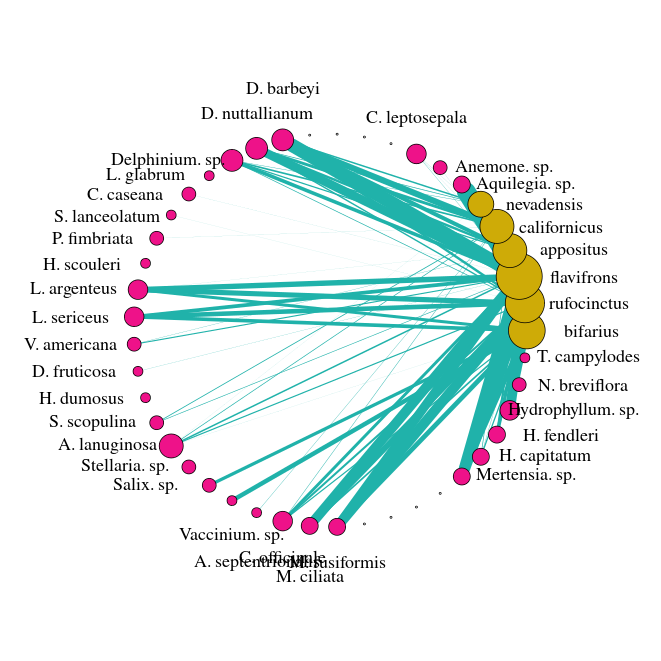 D. barbeyi
D. nuttallianum
C. leptosepala
Delphinium. sp.
Anemone. sp.
L. glabrum
Aquilegia. sp.
C. caseana
nevadensis
S. lanceolatum
californicus
P. fimbriata
appositus
H. scouleri
flavifrons
L. argenteus
rufocinctus
L. sericeus
bifarius
V. americana
T. campylodes
D. fruticosa
N. breviflora
H. dumosus
Hydrophyllum. sp.
S. scopulina
H. fendleri
A. lanuginosa
H. capitatum
Stellaria. sp.
Mertensia. sp.
Salix. sp.
Vaccinium. sp.
C. officinale
A. septentrionalis
M. fusiformis
M. ciliata